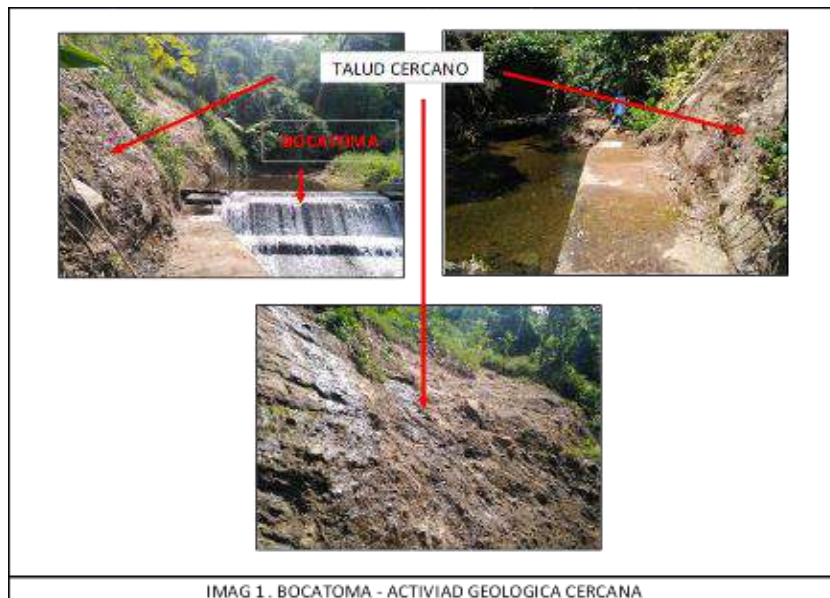 TALUD CERCANO
BOCATOMA
IMAG 1. BOCATOMA - ACTIVIAD GEOLOGICA CERCANA